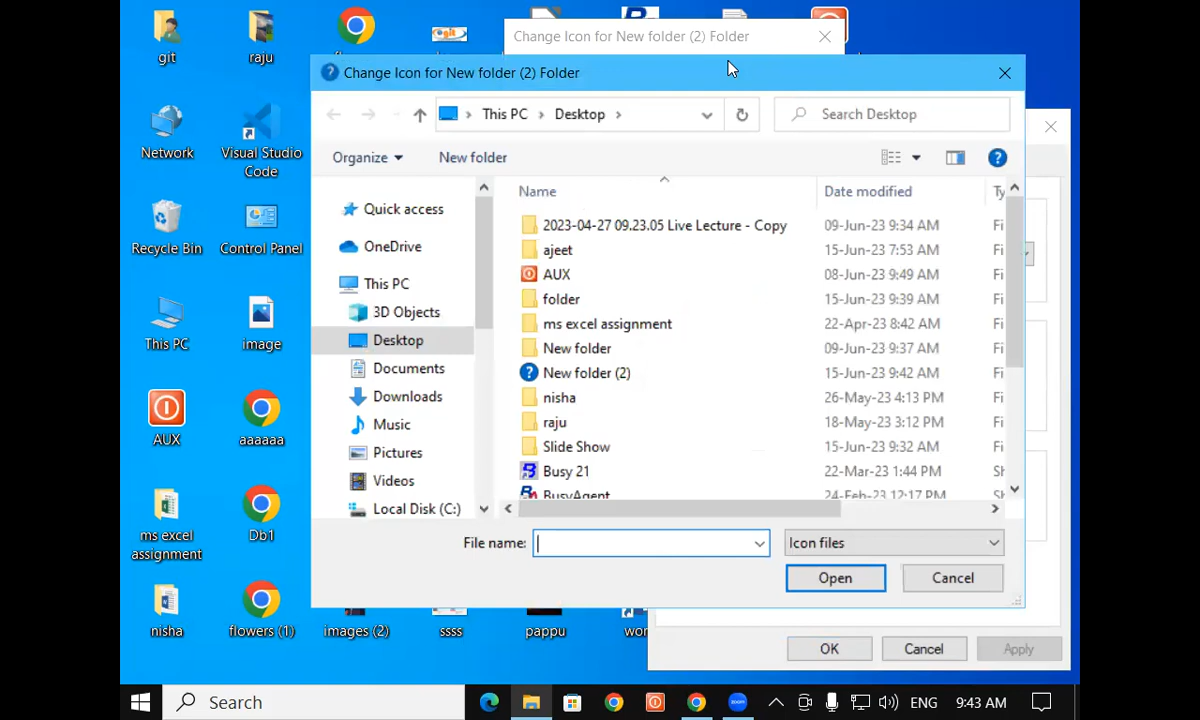 git
raju
Change Icon for New folder (2) Folder
Change Icon for New folder (2) Folder
This PC
Desktop
Search Desktop
Organize
New folder
Name
Date modified
Ty
2023-04-27 09.23.05 Live Lecture - Copy 09-Jun-23 9:34 AM Fi
ajeet 15-Jun-23 7:53 AM Fi
AUX 08-Jun-23 9:49 AM Fi
folder 15-Jun-23 9:39 AM Fi
ms excel assignment 22-Apr-23 8:42 AM Fi
New folder 09-Jun-23 9:37 AM Fi
New folder (2) 15-Jun-23 9:42 AM Fi
nisha 26-May-23 4:13 PM Fi
raju 18-May-23 3:12 PM Fi
Slide Show 15-Jun-23 9:32 AM Fi
Busy 21 22-Mar-23 1:44 PM Sh
BusyAgent 24-Feb-23 12:17 PM
Quick access
OneDrive
This PC
3D Objects
Desktop
Documents
Downloads
Music
Pictures
Videos
Local Disk (C:)
File name:
Icon files
Open
Cancel
OK
Cancel
Apply
Network
Visual Studio
Code
Recycle Bin
Control Panel
This PC
image
AUX
aaaaaa
ms excel
assignment
Db1
nisha
flowers (1)
images (2)
ssss
pappu
wor
Search
ENG
9:43 AM